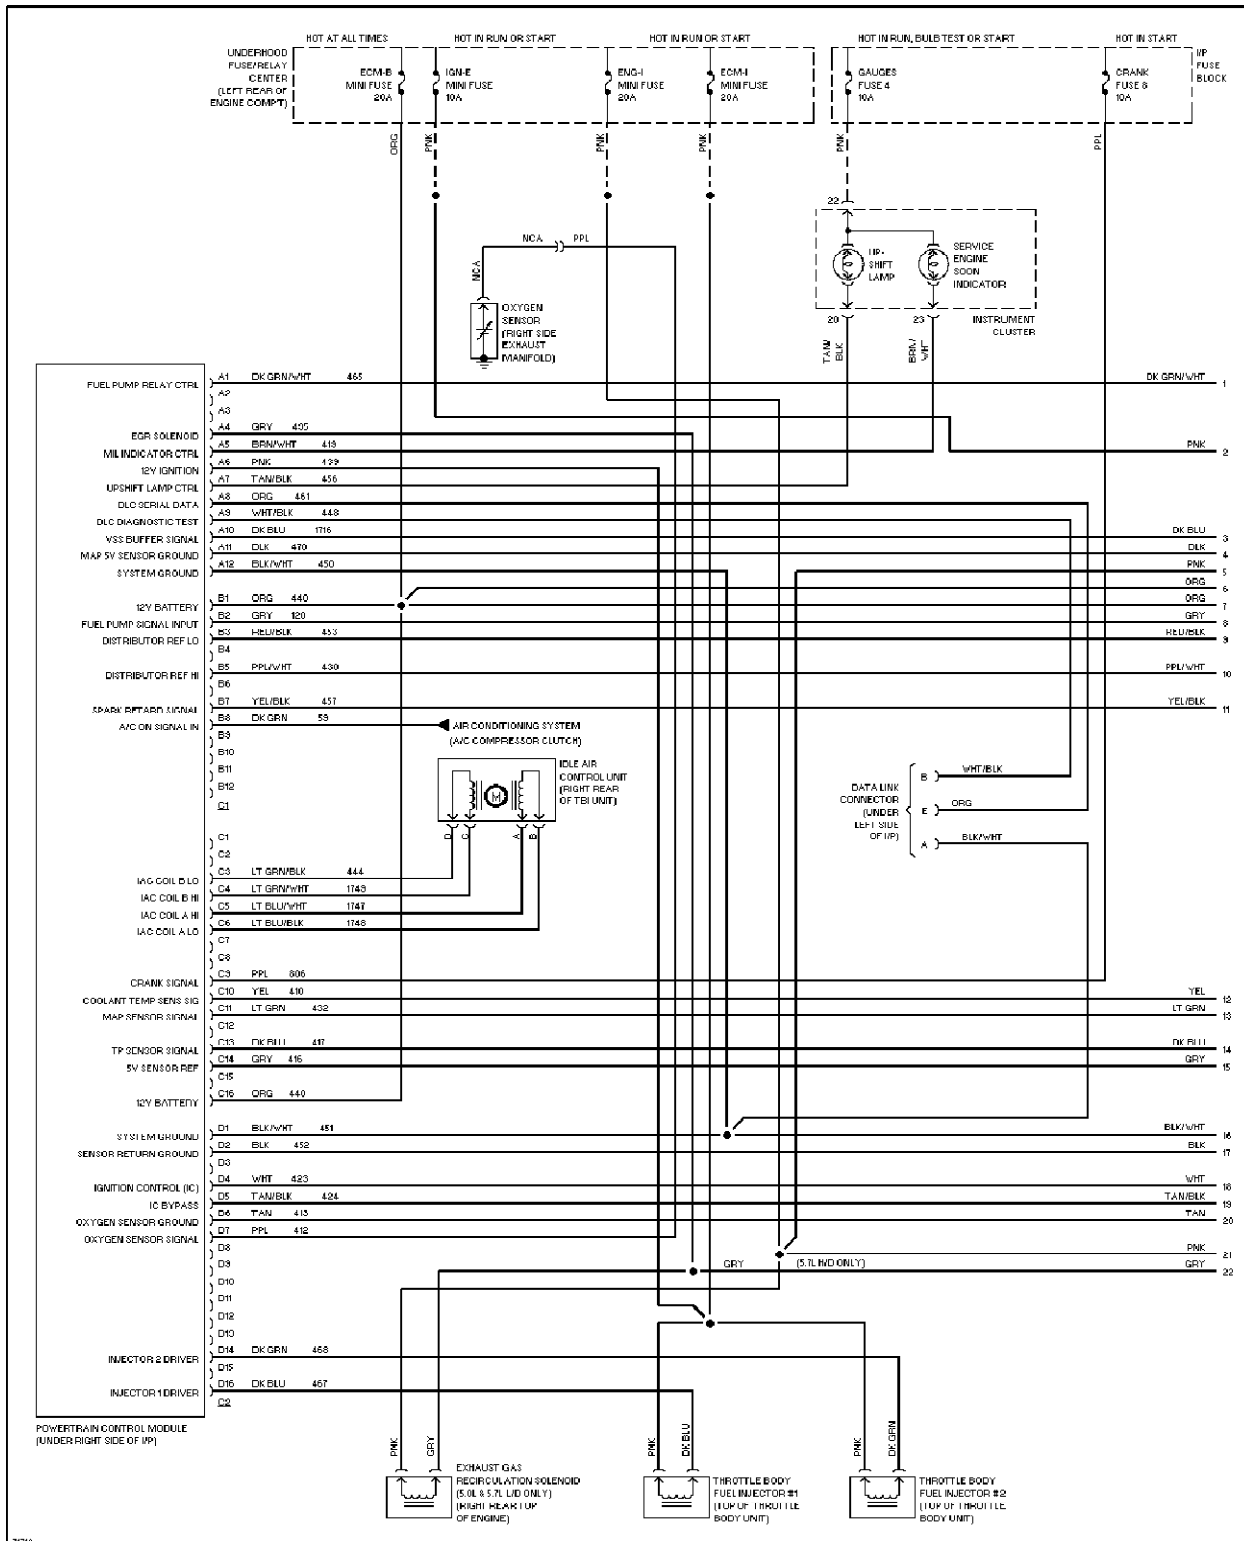 HOT AT ALL TIMES
HOT IN RUN OR START
HOT IN RUN OR START
HOT IN RUN, BULB TEST OR START
HOT IN START
UNDERHOOD
FUSE/RELAY
CENTER
(LEFT REAR OF
ENGINE COMPT)
ECM-B
MINI FUSE
20A
IGN-E
MINI FUSE
10A
ENG-I
MINI FUSE
20A
ECM-I
MINI FUSE
20A
GAUGES
FUSE 4
10A
CRANK
FUSE 8
10A
I/P
FUSE
BLOCK
ORG
PNK
PNK
PNK
PNK
PPL
22
NCA
PPL
NCA
OXYGEN
SENSOR
(RIGHT SIDE
EXHAUST
MANIFOLD)
UP-
SHIFT
LAMP
SERVICE
ENGINE
SOON
INDICATOR
20
23
INSTRUMENT
CLUSTER
TAN/
BLK
BRN/
WHT
FUEL PUMP RELAY CTRL A1 DK GRN/WHT 465 DK GRN/WHT 1
A2
A3
EGR SOLENOID A4 GRY 435
MIL INDICATOR CTRL A5 BRN/WHT 419 PNK 2
12V IGNITION A6 PNK 439
UPSHIFT LAMP CTRL A7 TAN/BLK 456
DLC SERIAL DATA A8 ORG 461
DLC DIAGNOSTIC TEST A9 WHT/BLK 448
VSS BUFFER SIGNAL A10 DK BLU 1716 DK BLU 3
MAP 5V SENSOR GROUND A11 BLK 470 BLK 4
SYSTEM GROUND A12 BLK/WHT 450 PNK 5
ORG 6
12V BATTERY B1 ORG 440 ORG 7
FUEL PUMP SIGNAL INPUT B2 GRY 120 GRY 8
DISTRIBUTOR REF LO B3 RED/BLK 453 RED/BLK 9
B4
DISTRIBUTOR REF HI B5 PPL/WHT 430 PPL/WHT 10
B6
SPARK RETARD SIGNAL B7 YEL/BLK 457 YEL/BLK 11
A/C ON SIGNAL IN B8 DK GRN 59
AIR CONDITIONING SYSTEM
(A/C COMPRESSOR CLUTCH)
B9
B10
B11
B12
C1
IDLE AIR
CONTROL UNIT
(RIGHT REAR
OF TBI UNIT)
M
D C A B
DATA LINK
CONNECTOR
(UNDER
LEFT SIDE
OF I/P)
B WHT/BLK
E ORG
A BLK/WHT
C1
C2
IAC COIL B LO C3 LT GRN/BLK 444
IAC COIL B HI C4 LT GRN/WHT 1749
IAC COIL A HI C5 LT BLU/WHT 1747
IAC COIL A LO C6 LT BLU/BLK 1748
C7
C8
CRANK SIGNAL C9 PPL 806
COOLANT TEMP SENS SIG C10 YEL 410 YEL 12
MAP SENSOR SIGNAL C11 LT GRN 432 LT GRN 13
C12
TP SENSOR SIGNAL C13 DK BLU 417 DK BLU 14
5V SENSOR REF C14 GRY 416 GRY 15
C15
12V BATTERY C16 ORG 440
SYSTEM GROUND D1 BLK/WHT 451 BLK/WHT 16
SENSOR RETURN GROUND D2 BLK 452 BLK 17
D3
IGNITION CONTROL (IC) D4 WHT 423 WHT 18
IC BYPASS D5 TAN/BLK 424 TAN/BLK 19
OXYGEN SENSOR GROUND D6 TAN 413 TAN 20
OXYGEN SENSOR SIGNAL D7 PPL 412
D8 PNK 21
D9 GRY (5.7L H/D ONLY) GRY 22
D10
D11
D12
D13
INJECTOR 2 DRIVER D14 DK GRN 468
D15
INJECTOR 1 DRIVER D16 DK BLU 467
C2
POWERTRAIN CONTROL MODULE
(UNDER RIGHT SIDE OF I/P)
PNK
GRY
PNK
DK BLU
PNK
DK GRN
EXHAUST GAS
RECIRCULATION SOLENOID
(5.0L & 5.7L L/D ONLY)
(RIGHT REAR TOP
OF ENGINE)
THROTTLE BODY
FUEL INJECTOR #1
(TOP OF THROTTLE
BODY UNIT)
THROTTLE BODY
FUEL INJECTOR #2
(TOP OF THROTTLE
BODY UNIT)